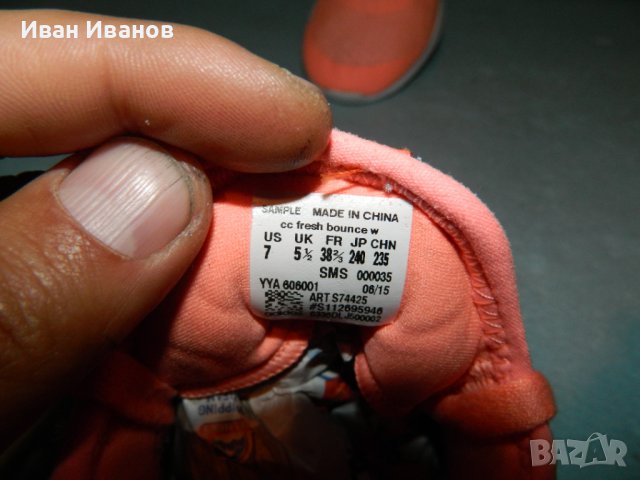 Иван Иванов
SAMPLE MADE IN CHINA
cc fresh bounce w
US UK FR JP CHN
7 5½ 38⅔ 240 235
SMS 000035
YYA 606001 06/15
ART S74425
#S112695946
BAZAR